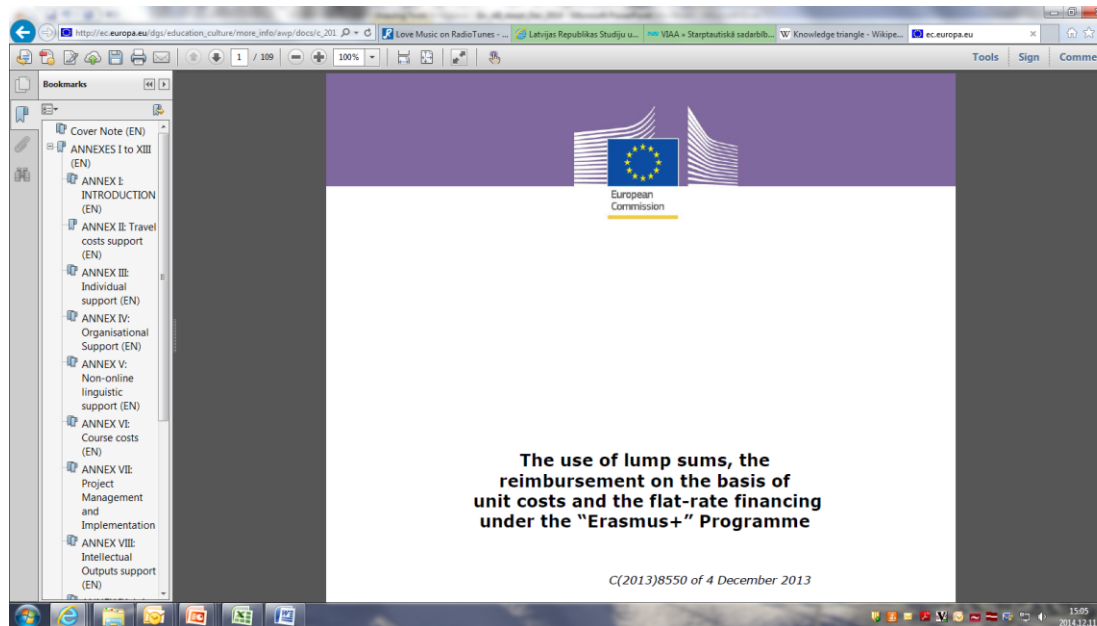 http://ec.europa.eu/dgs/education_culture/more_info/awp/docs/c_201
Love Music on RadioTunes - ...
Latvijas Republikas Studiju u...
VIAA » Starptautiskā sadarbīb...
Knowledge triangle - Wikipe...
ec.europa.eu
1 / 109
100%
Tools Sign Comme
Bookmarks
Cover Note (EN)
ANNEXES I to XIII
(EN)
ANNEX I:
INTRODUCTION
(EN)
ANNEX II: Travel
costs support
(EN)
ANNEX III:
Individual
support (EN)
ANNEX IV:
Organisational
Support (EN)
ANNEX V:
Non-online
linguistic
support (EN)
ANNEX VI:
Course costs
(EN)
ANNEX VII:
Project
Management
and
Implementation
ANNEX VIII:
Intellectual
Outputs support
(EN)
European
Commission
The use of lump sums, the
reimbursement on the basis of
unit costs and the flat-rate financing
under the “Erasmus+” Programme
C(2013)8550 of 4 December 2013
15:05
2014.12.11